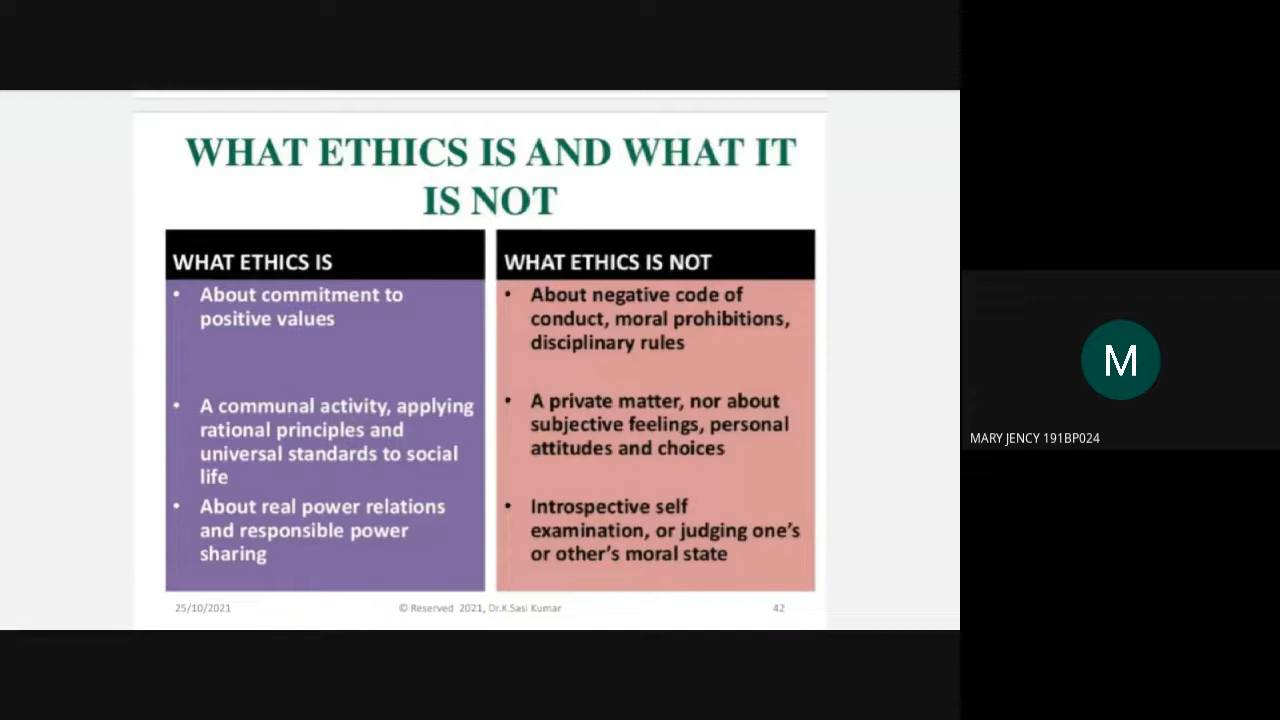 WHAT ETHICS IS AND WHAT IT
IS NOT
WHAT ETHICS IS
• About commitment to
positive values
• A communal activity, applying
rational principles and
universal standards to social
life
• About real power relations
and responsible power
sharing
WHAT ETHICS IS NOT
• About negative code of
conduct, moral prohibitions,
disciplinary rules
• A private matter, nor about
subjective feelings, personal
attitudes and choices
• Introspective self
examination, or judging one's
or other's moral state
25/10/2021
© Reserved 2021, Dr.K.Sasi Kumar
42
M
MARY JENCY 191BP024